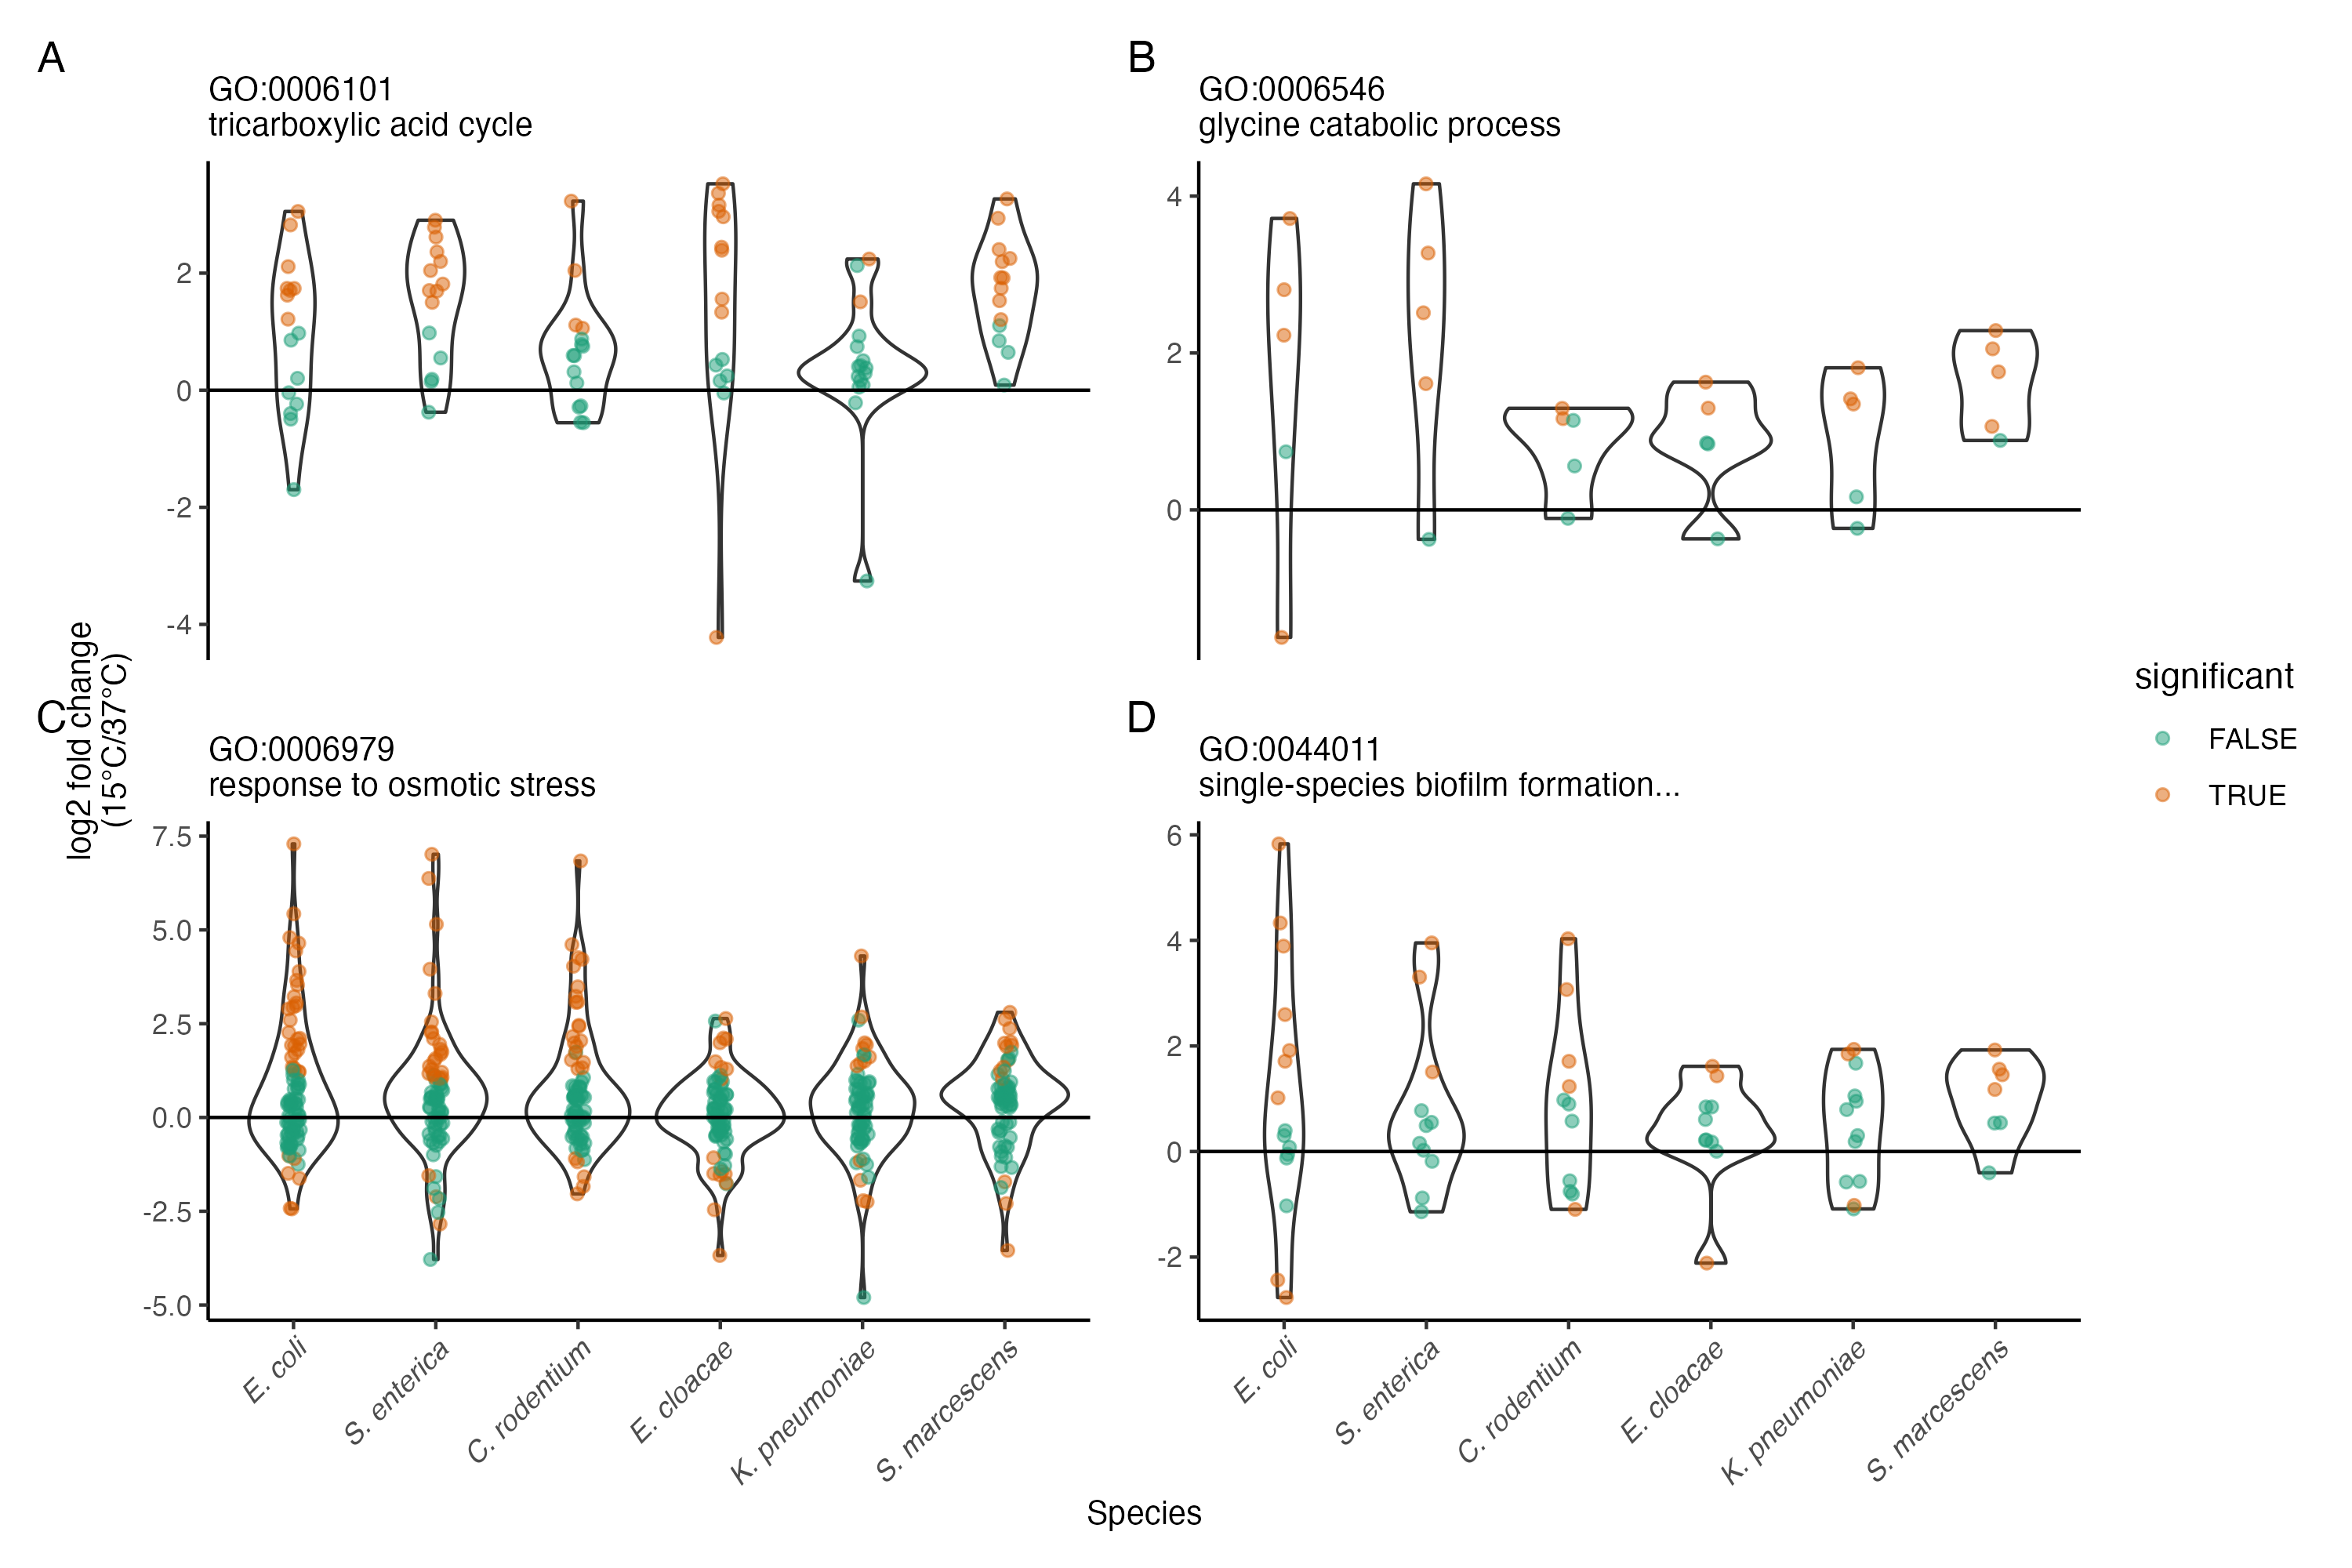 A
GO:0006101
tricarboxylic acid cycle
2
0
-2
-4
B
GO:0006546
glycine catabolic process
4
2
0
log2 fold change
(15°C/37°C)
C
GO:0006979
response to osmotic stress
7.5
5.0
2.5
0.0
-2.5
-5.0
E. coli
S. enterica
C. rodentium
E. cloacae
K. pneumoniae
S. marcescens
D
GO:0044011
single-species biofilm formation...
6
4
2
0
-2
E. coli
S. enterica
C. rodentium
E. cloacae
K. pneumoniae
S. marcescens
Species
significant
FALSE
TRUE